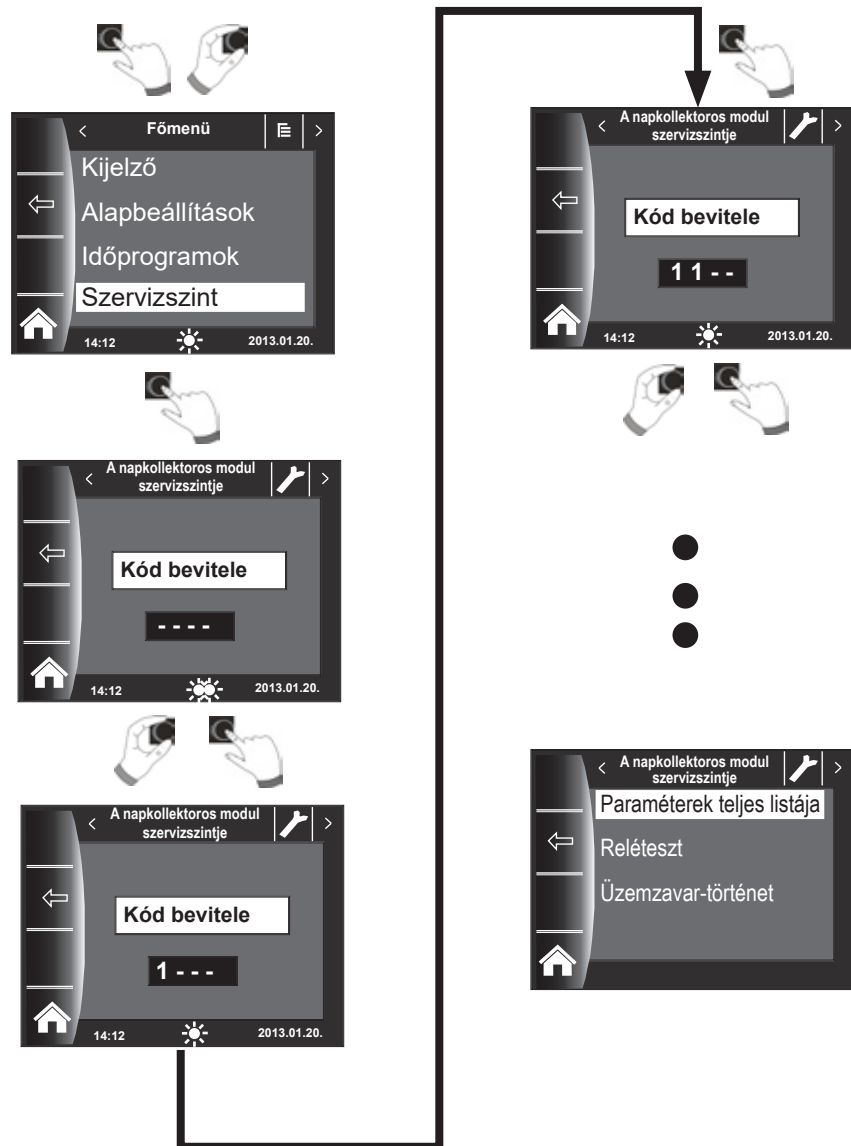 < Főmenü >
Kijelző
Alapbeállítások
Időprogramok
Szervizszint
14:12 2013.01.20.
< A napkollektoros modul >
szervizszintje
Kód bevitele
- - - -
14:12 2013.01.20.
< A napkollektoros modul >
szervizszintje
Kód bevitele
1 - - -
14:12 2013.01.20.
< A napkollektoros modul >
szervizszintje
Kód bevitele
1 1 - -
14:12 2013.01.20.
< A napkollektoros modul >
szervizszintje
Paraméterek teljes listája
Reléteszt
Üzemzavar-történet